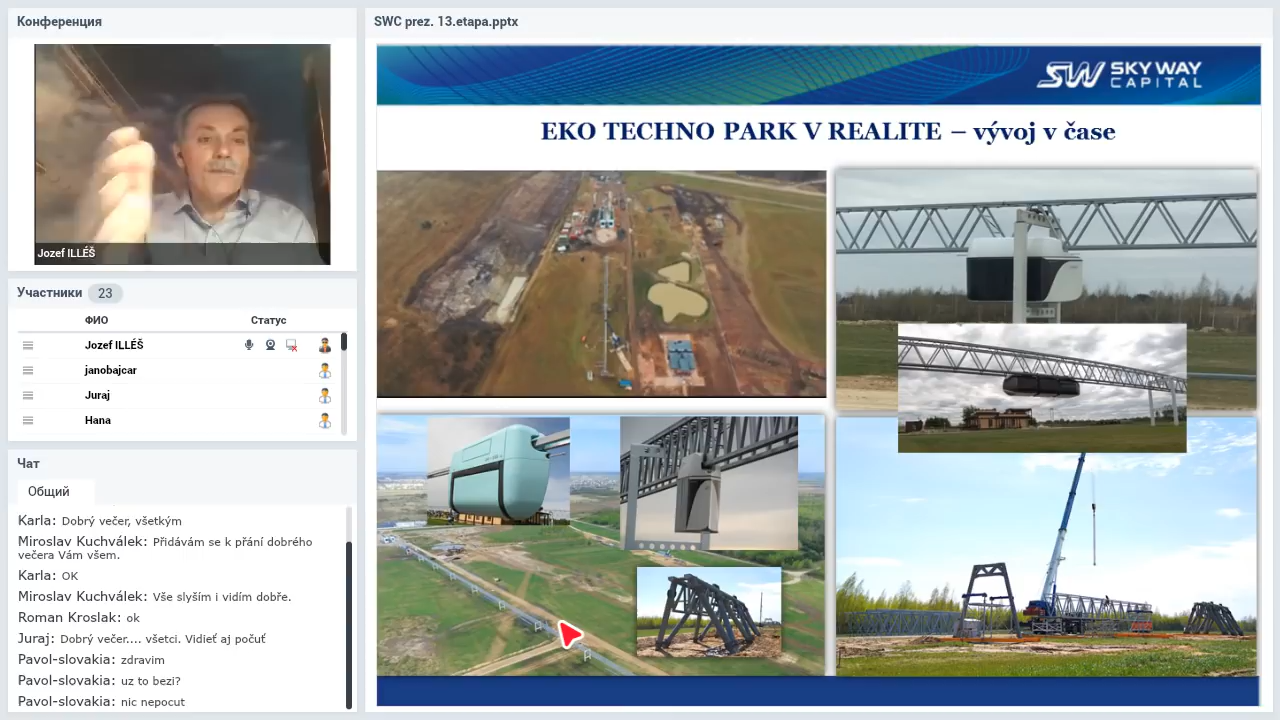 Конференция
Jozef ILLÉŠ
Участники 23
ФИО Статус
Jozef ILLÉŠ
janobajcar
Juraj
Hana
Чат
Общий
Karla: Dobrý večer, všetkým
Miroslav Kuchválek: Přidávám se k přání dobrého
večera Vám všem.
Karla: OK
Miroslav Kuchválek: Vše slyším i vidím dobře.
Roman Kroslak: ok
Juraj: Dobrý večer.... všetci. Vidieť aj počuť
Pavol-slovakia: zdravim
Pavol-slovakia: uz to bezi?
Pavol-slovakia: nic nepocut
SWC prez. 13.etapa.pptx
SW SKY WAY
CAPITAL
EKO TECHNO PARK V REALITE – vývoj v čase